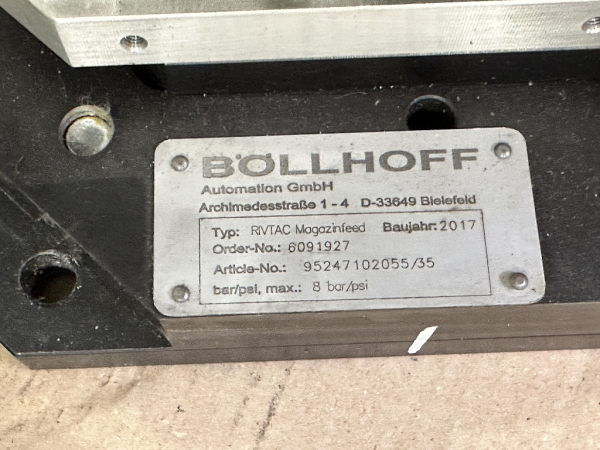 BÖLLHOFF
Automation GmbH
Archimedesstraße 1 - 4 D-33649 Bielefeld
Typ: RIVTAC Magazinfeed Baujahr: 2017
Order-No.: 6091927
Article-No.: 95247102055/35
bar/psi, max.: 8 bar/psi